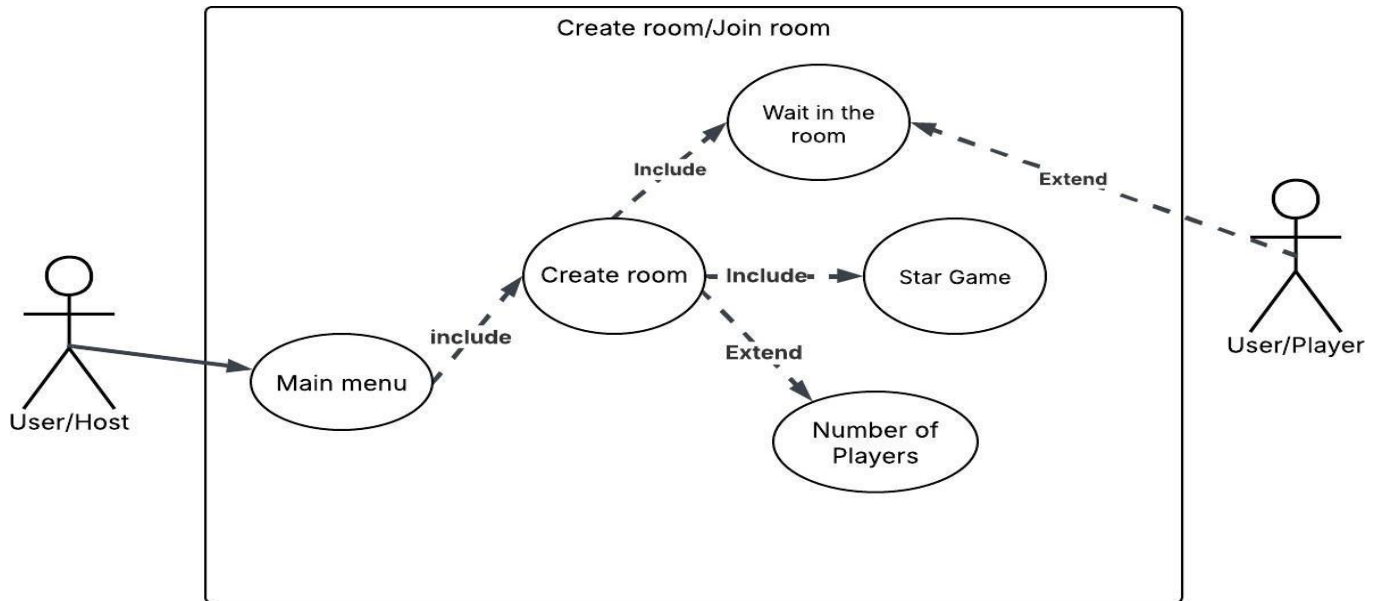 Create room/Join room
Wait in the
room
Include
Extend
Create room
Include
Star Game
include
Extend
User/Player
Main menu
User/Host
Number of
Players